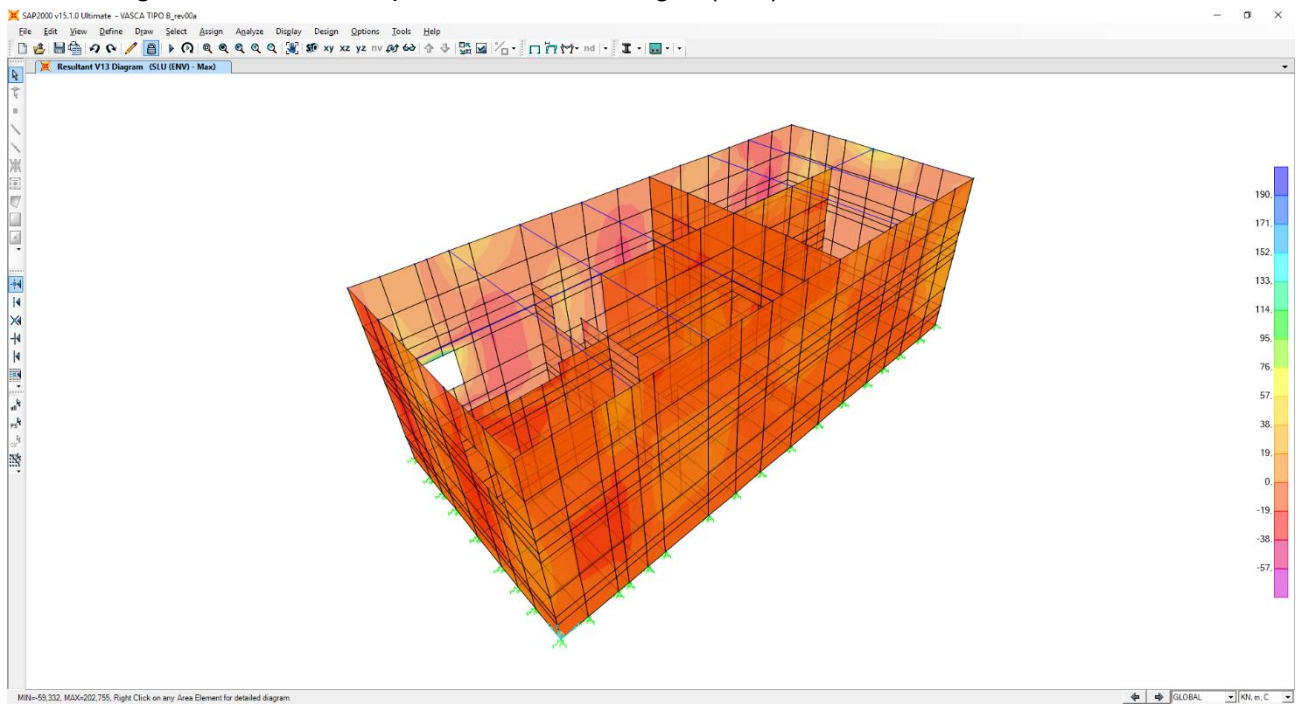 SAP2000 v15.1.0 Ultimate - VASCA TIPO B_rev00a
File Edit View Define Draw Select Assign Analyze Display Design Options Tools Help
xy xz yz nv nd
Resultant V13 Diagram (SLU (ENV) - Max)
190,
171,
152,
133,
114,
95,
76,
57,
38,
19,
0,
-19,
-38,
-57,
MIN=-59,332, MAX=202,755, Right Click on any Area Element for detailed diagram
GLOBAL
KN, m, C